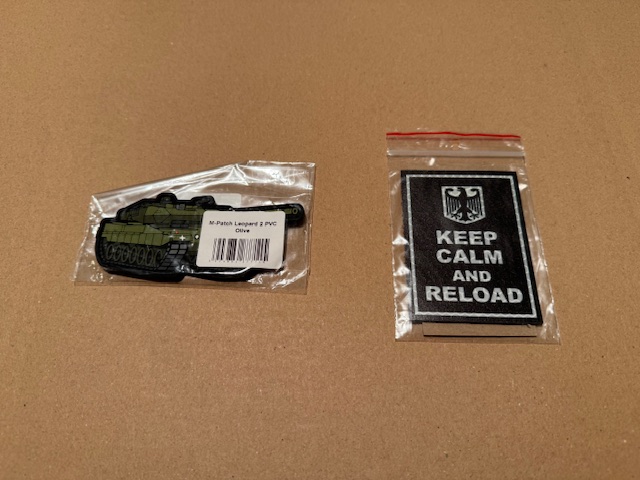 M-Patch Leopard 2 PVC
Olive
KEEP
CALM
AND
RELOAD